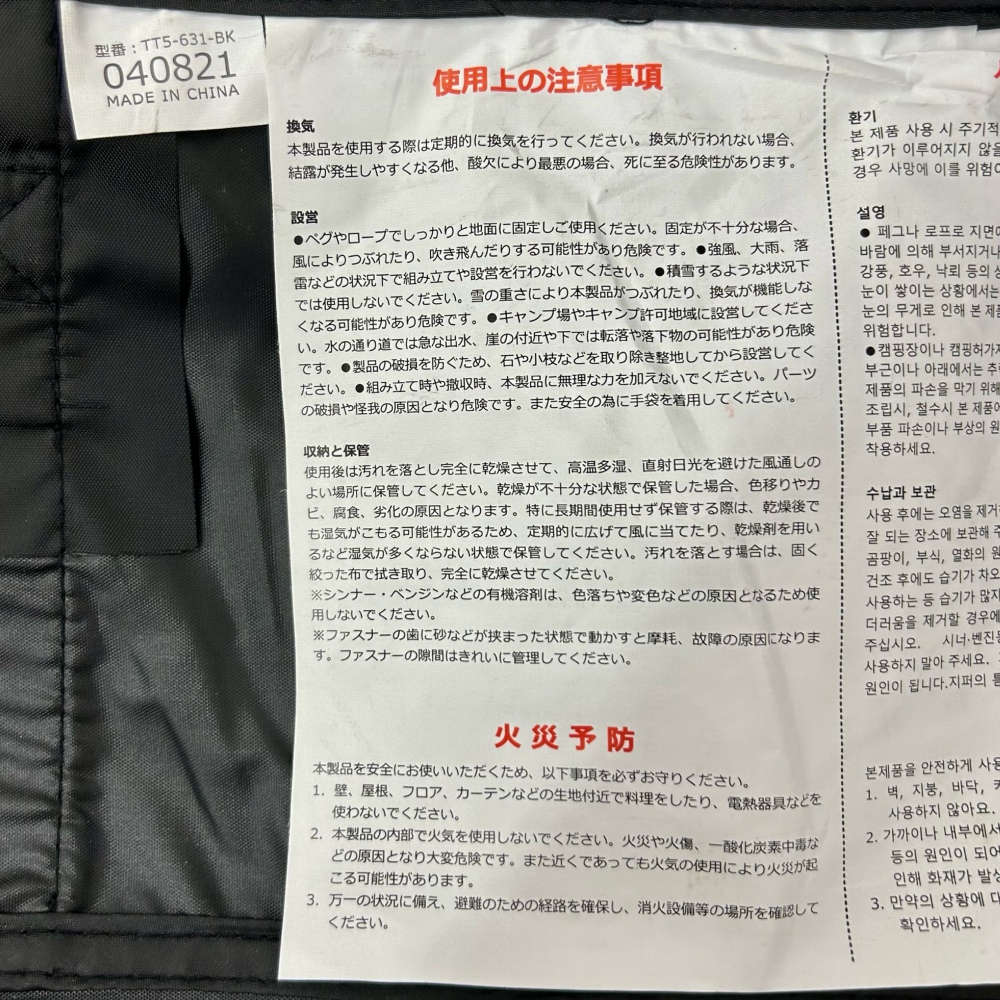 型番：TT5-631-BK
040821
MADE IN CHINA
使用上の注意事項
換気
本製品を使用する際は定期的に換気を行ってください。換気が行われない場合、
結露が発生しやすくなる他、酸欠により最悪の場合、死に至る危険性があります。
設営
●ペグやロープでしっかりと地面に固定しご使用ください。固定が不十分な場合、
風によりつぶれたり、吹き飛んだりする可能性があり危険です。●強風、大雨、落
雷などの状況下で組み立てや設営を行わないでください。●積雪するような状況下
では使用しないでください。雪の重さにより本製品がつぶれたり、換気が機能しな
くなる可能性があり危険です。●キャンプ場やキャンプ許可地域に設営してくださ
い。水の通り道では急な出水、崖の付近や下では転落や落下物の可能性があり危険
です。●製品の破損を防ぐため、石や小枝などを取り除き整地してから設営してく
ださい。●組み立て時や撤収時、本製品に無理な力を加えないでください。パーツ
の破損や怪我の原因となり危険です。また安全の為に手袋を着用してください。
収納と保管
使用後は汚れを落とし完全に乾燥させて、高温多湿、直射日光を避けた風通しの
よい場所に保管してください。乾燥が不十分な状態で保管した場合、色移りやカ
ビ、腐食、劣化の原因となります。特に長期間使用せず保管する際は、乾燥後で
も湿気がこもる可能性があるため、定期的に広げて風に当てたり、乾燥剤を用い
るなど湿気が多くならない状態で保管してください。汚れを落とす場合は、固く
絞った布で拭き取り、完全に乾燥させてください。
※シンナー・ベンジンなどの有機溶剤は、色落ちや変色などの原因となるため使
用しないでください。
※ファスナーの歯に砂などが挟まった状態で動かすと摩耗、故障の原因になりま
す。ファスナーの隙間はきれいに管理してください。
火災予防
本製品を安全にお使いいただくため、以下事項を必ずお守りください。
1. 壁、屋根、フロア、カーテンなどの生地付近で料理をしたり、電熱器具などを
使わないでください。
2. 本製品の内部で火気を使用しないでください。火災や火傷、一酸化炭素中毒な
どの原因となり大変危険です。また近くであっても火気の使用により火災が起
こる可能性があります。
3. 万一の状況に備え、避難のための経路を確保し、消火設備等の場所を確認して
ください。
환기
본 제품 사용 시 주기적
환기가 이루어지지 않을
경우 사망에 이를 위험이
설영
● 페그나 로프로 지면에
바람에 의해 부서지거나
강풍, 호우, 낙뢰 등의 상
눈이 쌓이는 상황에서는
눈의 무게로 인해 본 제품
위험합니다.
●캠핑장이나 캠핑허가지
부근이나 아래에서는 추락
제품의 파손을 막기 위해
조립시, 철수시 본 제품에
부품 파손이나 부상의 원
착용하세요.
수납과 보관
사용 후에는 오염을 제거
잘 되는 장소에 보관해 주
곰팡이, 부식, 열화의 원
건조 후에도 습기가 차오
사용하는 등 습기가 많지
더러움을 제거할 경우에
주십시오. 시너·벤진
사용하지 말아 주세요.
원인이 됩니다.지퍼의 틈
본제품을 안전하게 사용
1. 벽, 지붕, 바닥,
사용하지 않아요.
2. 가까이나 내부에서
등의 원인이 되어
인해 화재가 발생
3. 만약의 상황에 대
확인하세요.